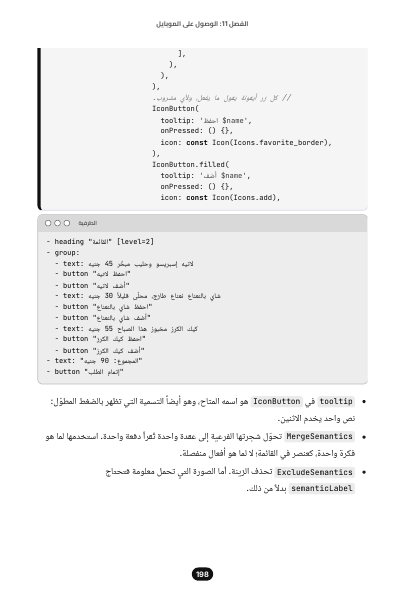 الفصل 11: الوصول على الموبايل
],
),
),
),
// كل زر أيقونة يقول ما يفعل، ولأي مشروب.
IconButton(
tooltip: 'احفظ $name',
onPressed: () {},
icon: const Icon(Icons.favorite_border),
),
IconButton.filled(
tooltip: 'أضف $name',
onPressed: () {},
icon: const Icon(Icons.add),
الطرفية
- heading "القائمة" [level=2]
- group:
- text: لاتيه إسبريسو وحليب مبخّر 45 جنيه
- button "احفظ لاتيه"
- button "أضف لاتيه"
- text: شاي بالنعناع نعناع طازج، محلّى قليلاً 30 جنيه
- button "احفظ شاي بالنعناع"
- button "أضف شاي بالنعناع"
- text: كيك الكرز مخبوز هذا الصباح 55 جنيه
- button "احفظ كيك الكرز"
- button "أضف كيك الكرز"
- text: "المجموع: 90 جنيه"
- button "إتمام الطلب"
• tooltip في IconButton هو اسمه المتاح، وهو أيضاً التسمية التي تظهر بالضغط المطوّل:
نص واحد يخدم الاثنين.
• MergeSemantics تحوّل شجرتها الفرعية إلى عقدة واحدة تُقرأ دفعة واحدة. استخدمها لما هو
فكرة واحدة، كعنصر في القائمة؛ لا لما هو أفعال منفصلة.
• ExcludeSemantics تحذف الزينة. أما الصورة التي تحمل معلومة فتحتاج
semanticLabel بدلاً من ذلك.
198